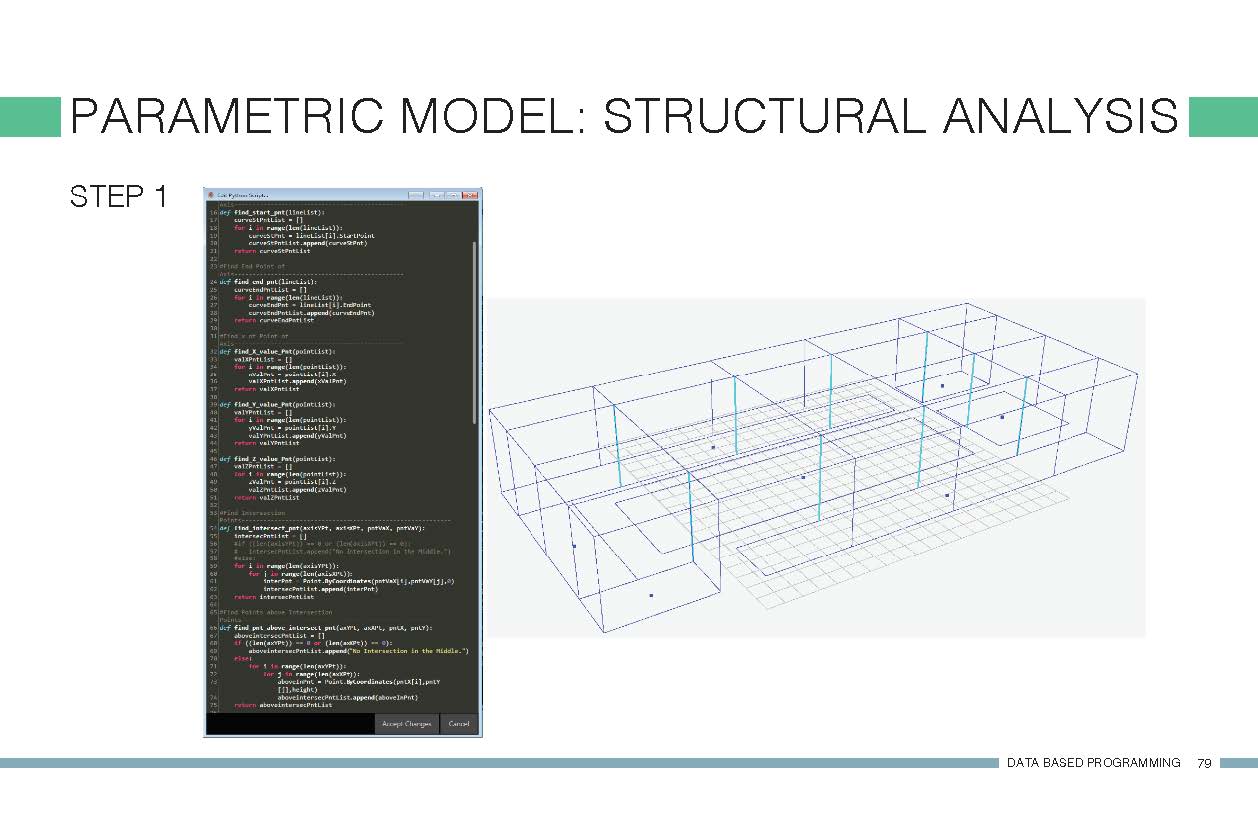 PARAMETRIC MODEL: STRUCTURAL ANALYSIS
STEP 1
Edit Python Script...
Axis-----------------------------------------------
16 def find_start_pnt(lineList):
17 curveStPntList = []
18 for i in range(len(lineList)):
19 curveStPnt = lineList[i].StartPoint
20 curveStPntList.append(curveStPnt)
21 return curveStPntList
22
23 #Find End Point of
Axis-----------------------------------------------
24 def find_end_pnt(lineList):
25 curveEndPntList = []
26 for i in range(len(lineList)):
27 curveEndPnt = lineList[i].EndPoint
28 curveEndPntList.append(curveEndPnt)
29 return curveEndPntList
30
31 #Find x of Point of
Axis-----------------------------------------------
32 def find_X_value_Pnt(pointList):
33 valXPntList = []
34 for i in range(len(pointList)):
35 xValPnt = pointList[i].X
36 valXPntList.append(xValPnt)
37 return valXPntList
38
39 def find_Y_value_Pnt(pointList):
40 valYPntList = []
41 for i in range(len(pointList)):
42 yValPnt = pointList[i].Y
43 valYPntList.append(yValPnt)
44 return valYPntList
45
46 def find_Z_value_Pnt(pointList):
47 valZPntList = []
48 for i in range(len(pointList)):
49 zValPnt = pointList[i].Z
50 valZPntList.append(zValPnt)
51 return valZPntList
52
53 #Find Intersection
Points----------------------------------------------------------
54 def find_intersect_pnt(axisYPt, axisXPt, pntVaX, pntVaY):
55 intersecPntList = []
56 #if ((len(axisYPt)) == 0 or (len(axisXPt)) == 0):
57 # intersecPntList.append("No Intersection in the Middle.")
58 #else:
59 for i in range(len(axisYPt)):
60 for j in range(len(axisXPt)):
61 interPnt = Point.ByCoordinates(pntVaX[i],pntVaY[j],0)
62 intersecPntList.append(interPnt)
63 return intersecPntList
64
65 #Find Points above Intersection
Points
66 def find_pnt_above_intersect_pnt(axYPt, axXPt, pntX, pntY):
67 aboveintersecPntList = []
68 if ((len(axYPt)) == 0 or (len(axXPt)) == 0):
69 aboveintersecPntList.append("No Intersection in the Middle.")
70 else:
71 for i in range(len(axYPt)):
72 for j in range(len(axXPt)):
73 aboveInPnt = Point.ByCoordinates(pntX[i],pntY
[j],height)
74 aboveintersecPntList.append(aboveInPnt)
75 return aboveintersecPntList
Accept Changes Cancel
DATA BASED PROGRAMMING 79